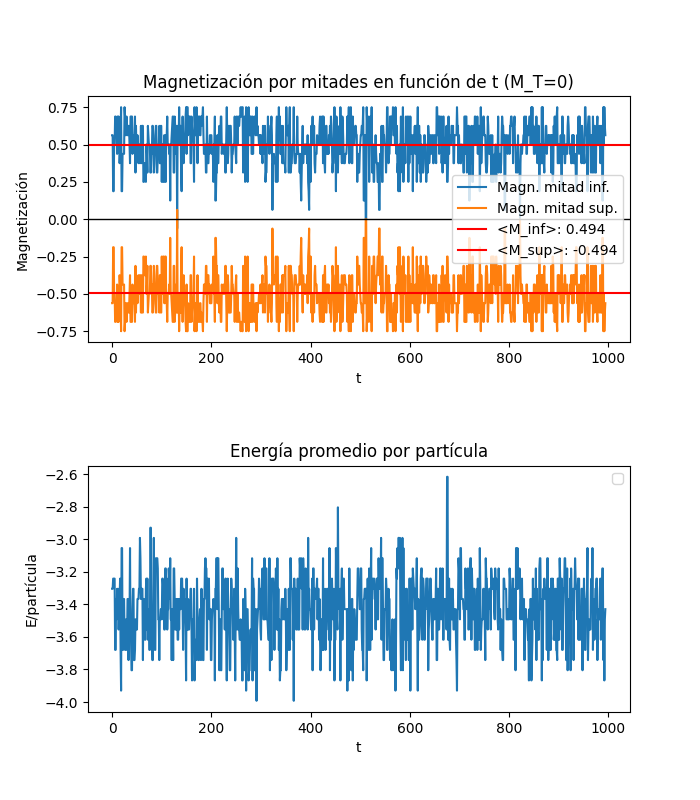 Magnetización por mitades en función de t (M_T=0)
0.75
0.50
0.25
0.00
−0.25
−0.50
−0.75
Magnetización
Magn. mitad inf.
Magn. mitad sup.
<M_inf>: 0.494
<M_sup>: -0.494
0 200 400 600 800 1000
t
Energía promedio por partícula
−2.6
−2.8
−3.0
−3.2
−3.4
−3.6
−3.8
−4.0
E/partícula
0 200 400 600 800 1000
t